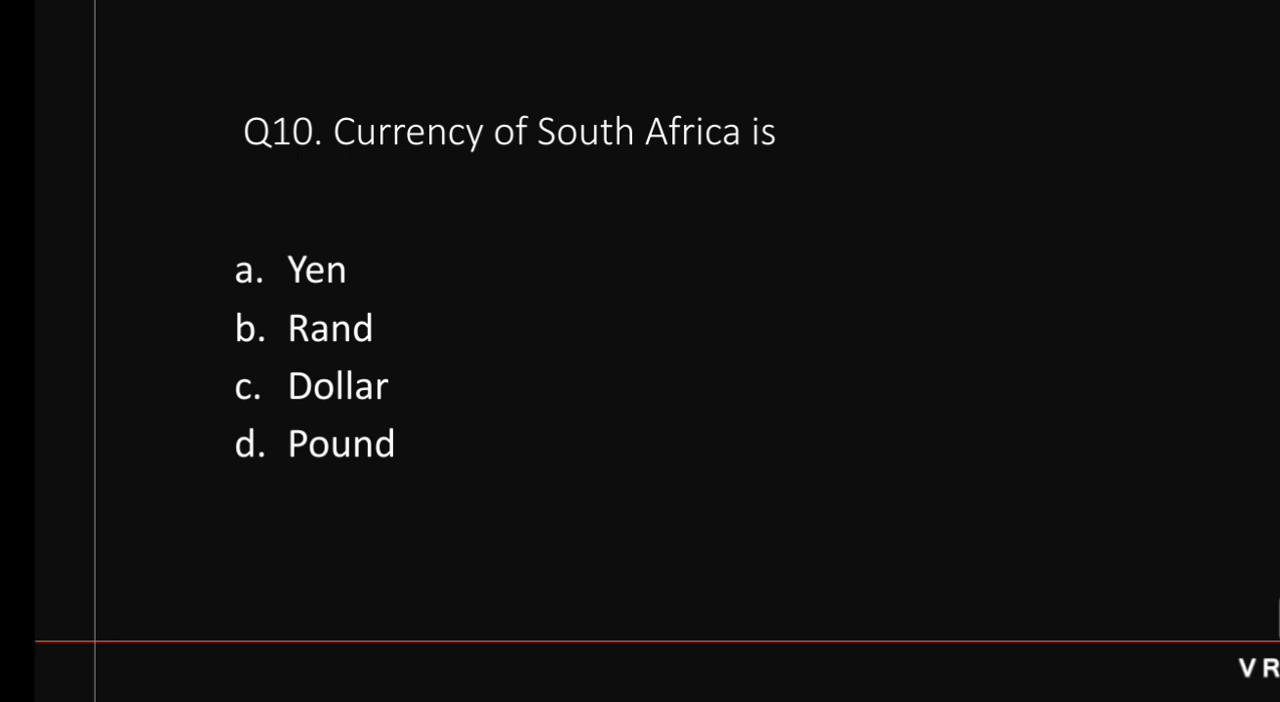 Q10. Currency of South Africa is
a. Yen
b. Rand
c. Dollar
d. Pound
VR